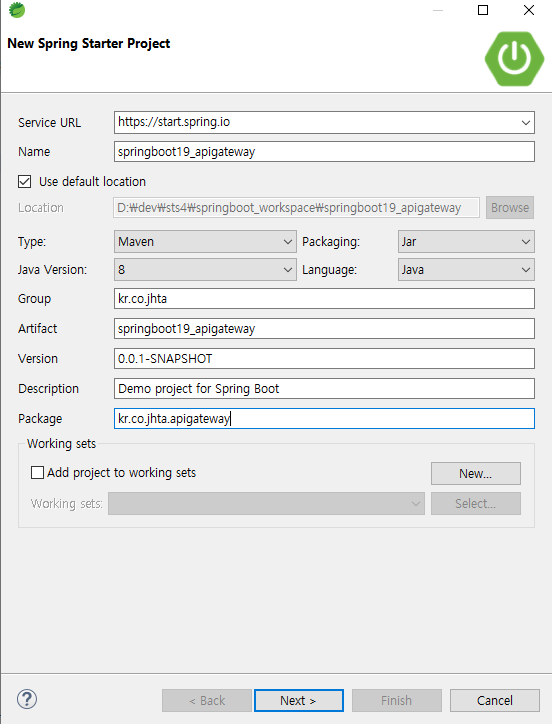 New Spring Starter Project
Service URL https://start.spring.io
Name springboot19_apigateway
Use default location
Location D:₩dev₩sts4₩springboot_workspace₩springboot19_apigateway Browse
Type: Maven Packaging: Jar
Java Version: 8 Language: Java
Group kr.co.jhta
Artifact springboot19_apigateway
Version 0.0.1-SNAPSHOT
Description Demo project for Spring Boot
Package kr.co.jhta.apigateway
Working sets
Add project to working sets New...
Working sets: Select...
? < Back Next > Finish Cancel